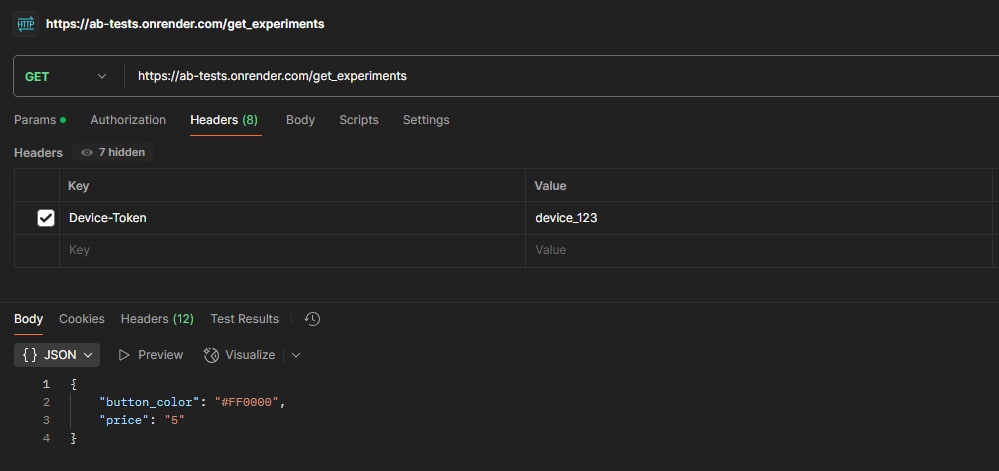 HTTP https://ab-tests.onrender.com/get_experiments
GET https://ab-tests.onrender.com/get_experiments
Params Authorization Headers (8) Body Scripts Settings
Headers 7 hidden
Key Value
Device-Token device_123
Key Value
Body Cookies Headers (12) Test Results
{} JSON Preview Visualize
1 {
2 "button_color": "#FF0000",
3 "price": "5"
4 }